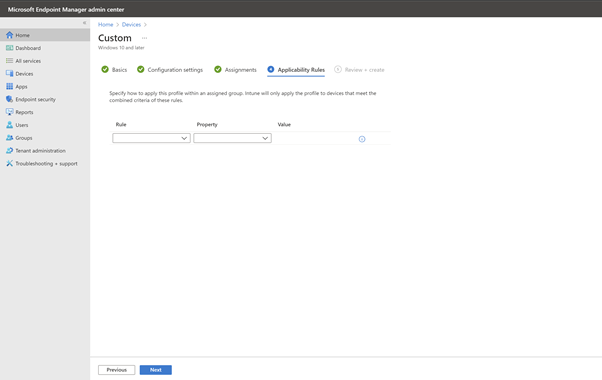 Microsoft Endpoint Manager admin center
«
Home
Dashboard
All services
Devices
Apps
Endpoint security
Reports
Users
Groups
Tenant administration
Troubleshooting + support
Home > Devices >
Custom ...
Windows 10 and later
Basics Configuration settings Assignments 4 Applicability Rules 5 Review + create
Specify how to apply this profile within an assigned group. Intune will only apply the profile to devices that meet the
combined criteria of these rules.
Rule Property Value
Previous Next